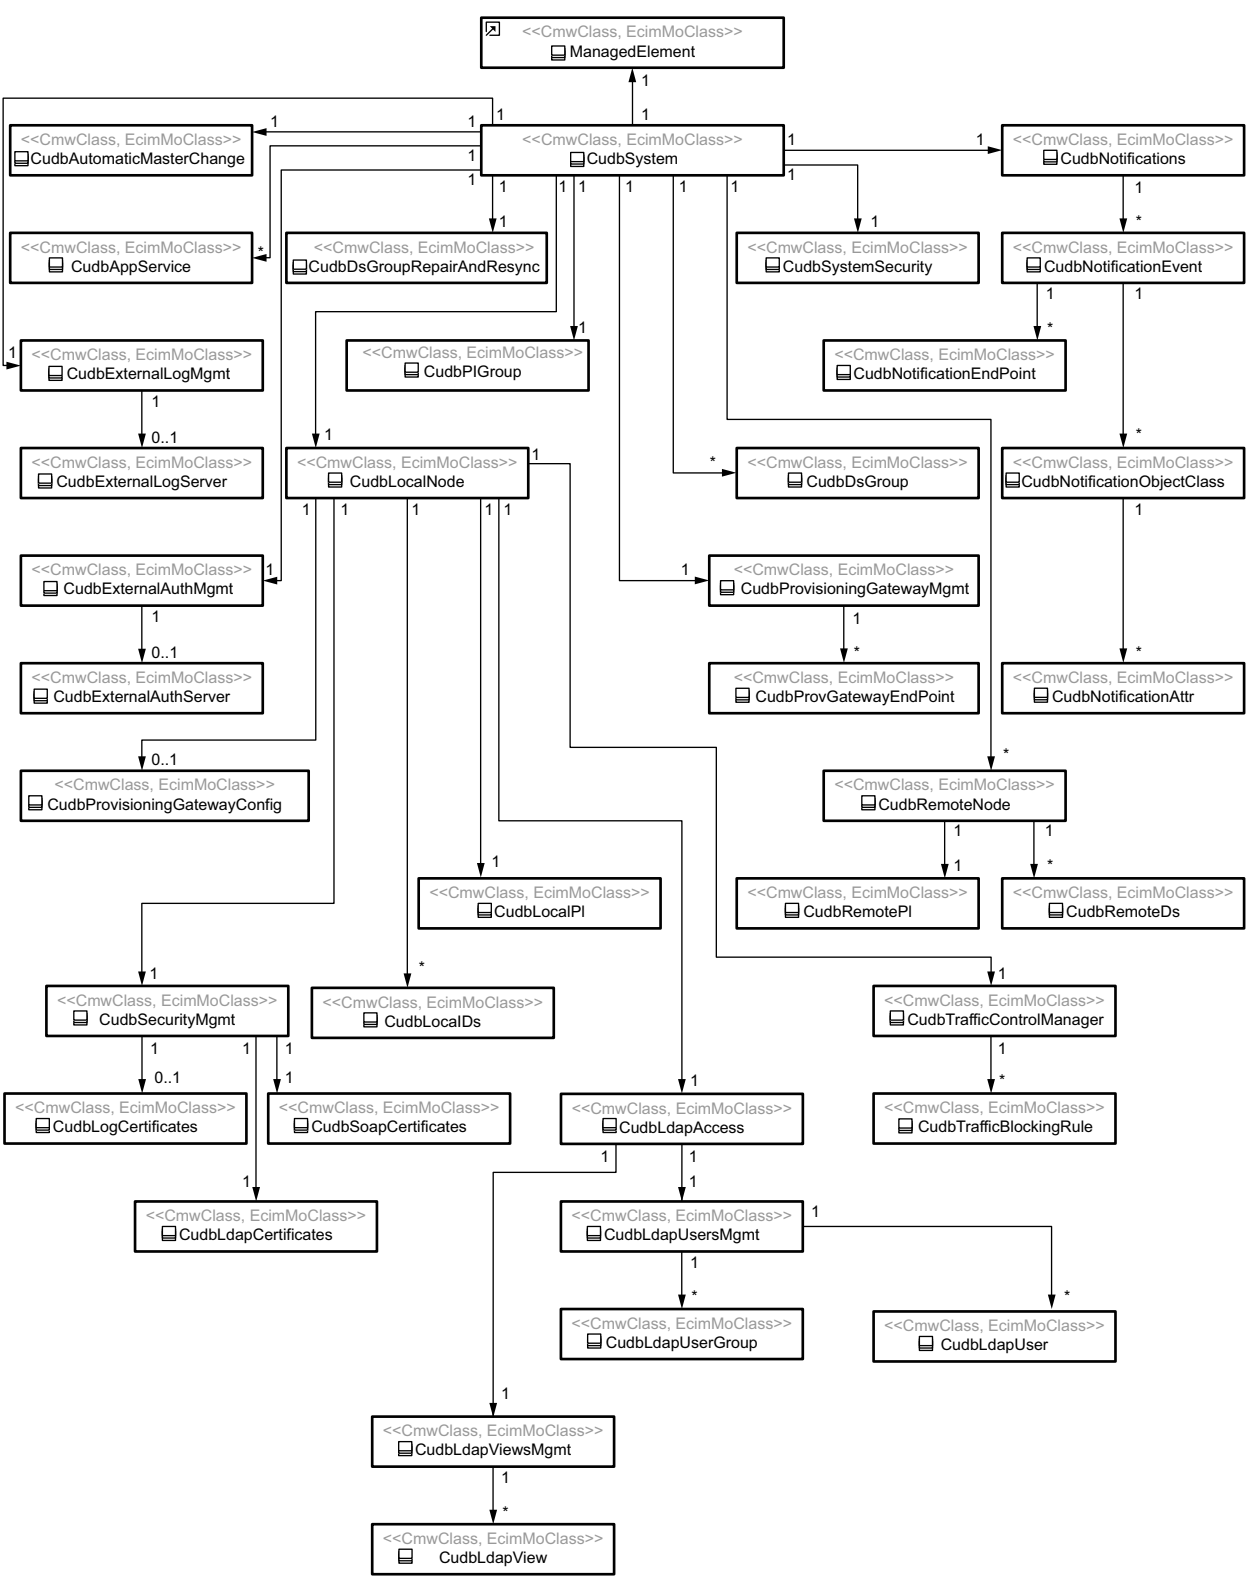 <<CmwClass, EcimMoClass>>
ManagedElement
1
1
1
1
1
<<CmwClass, EcimMoClass>>
CudbAutomaticMasterChange
1
1
<<CmwClass, EcimMoClass>>
CudbSystem
1
1
1
<<CmwClass, EcimMoClass>>
CudbNotifications
1
1
1
1
1
1
1
1
*
*
<<CmwClass, EcimMoClass>>
CudbAppService
1
<<CmwClass, EcimMoClass>>
CudbDsGroupRepairAndResync
1
<<CmwClass, EcimMoClass>>
CudbSystemSecurity
<<CmwClass, EcimMoClass>>
CudbNotificationEvent
1
1
1
1
*
<<CmwClass, EcimMoClass>>
CudbExternalLogMgmt
<<CmwClass, EcimMoClass>>
CudbPlGroup
<<CmwClass, EcimMoClass>>
CudbNotificationEndPoint
1
0..1
1
*
*
1
<<CmwClass, EcimMoClass>>
CudbExternalLogServer
<<CmwClass, EcimMoClass>>
CudbLocalNode
<<CmwClass, EcimMoClass>>
CudbDsGroup
<<CmwClass, EcimMoClass>>
CudbNotificationObjectClass
1
1
1
1
1
1
<<CmwClass, EcimMoClass>>
CudbExternalAuthMgmt
1
1
<<CmwClass, EcimMoClass>>
CudbProvisioningGatewayMgmt
1
0..1
1
*
*
<<CmwClass, EcimMoClass>>
CudbExternalAuthServer
<<CmwClass, EcimMoClass>>
CudbProvGatewayEndPoint
<<CmwClass, EcimMoClass>>
CudbNotificationAttr
0..1
*
<<CmwClass, EcimMoClass>>
CudbProvisioningGatewayConfig
<<CmwClass, EcimMoClass>>
CudbRemoteNode
1
1
1
1
*
<<CmwClass, EcimMoClass>>
CudbLocalPl
<<CmwClass, EcimMoClass>>
CudbRemotePl
<<CmwClass, EcimMoClass>>
CudbRemoteDs
1
*
1
<<CmwClass, EcimMoClass>>
CudbSecurityMgmt
<<CmwClass, EcimMoClass>>
CudbLocalDs
<<CmwClass, EcimMoClass>>
CudbTrafficControlManager
1
1
1
1
0..1
1
1
*
<<CmwClass, EcimMoClass>>
CudbLogCertificates
<<CmwClass, EcimMoClass>>
CudbSoapCertificates
<<CmwClass, EcimMoClass>>
CudbLdapAccess
<<CmwClass, EcimMoClass>>
CudbTrafficBlockingRule
1
1
1
1
<<CmwClass, EcimMoClass>>
CudbLdapCertificates
<<CmwClass, EcimMoClass>>
CudbLdapUsersMgmt
1
1
*
*
<<CmwClass, EcimMoClass>>
CudbLdapUserGroup
<<CmwClass, EcimMoClass>>
CudbLdapUser
1
<<CmwClass, EcimMoClass>>
CudbLdapViewsMgmt
1
*
<<CmwClass, EcimMoClass>>
CudbLdapView